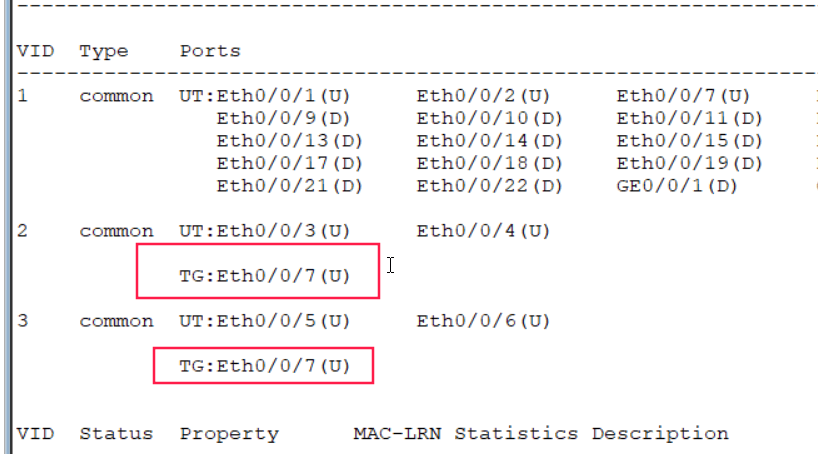 VID Type Ports
1 common UT:Eth0/0/1(U) Eth0/0/2(U) Eth0/0/7(U)
Eth0/0/9(D) Eth0/0/10(D) Eth0/0/11(D)
Eth0/0/13(D) Eth0/0/14(D) Eth0/0/15(D)
Eth0/0/17(D) Eth0/0/18(D) Eth0/0/19(D)
Eth0/0/21(D) Eth0/0/22(D) GE0/0/1(D)
2 common UT:Eth0/0/3(U) Eth0/0/4(U)
TG:Eth0/0/7(U)
3 common UT:Eth0/0/5(U) Eth0/0/6(U)
TG:Eth0/0/7(U)
VID Status Property MAC-LRN Statistics Description